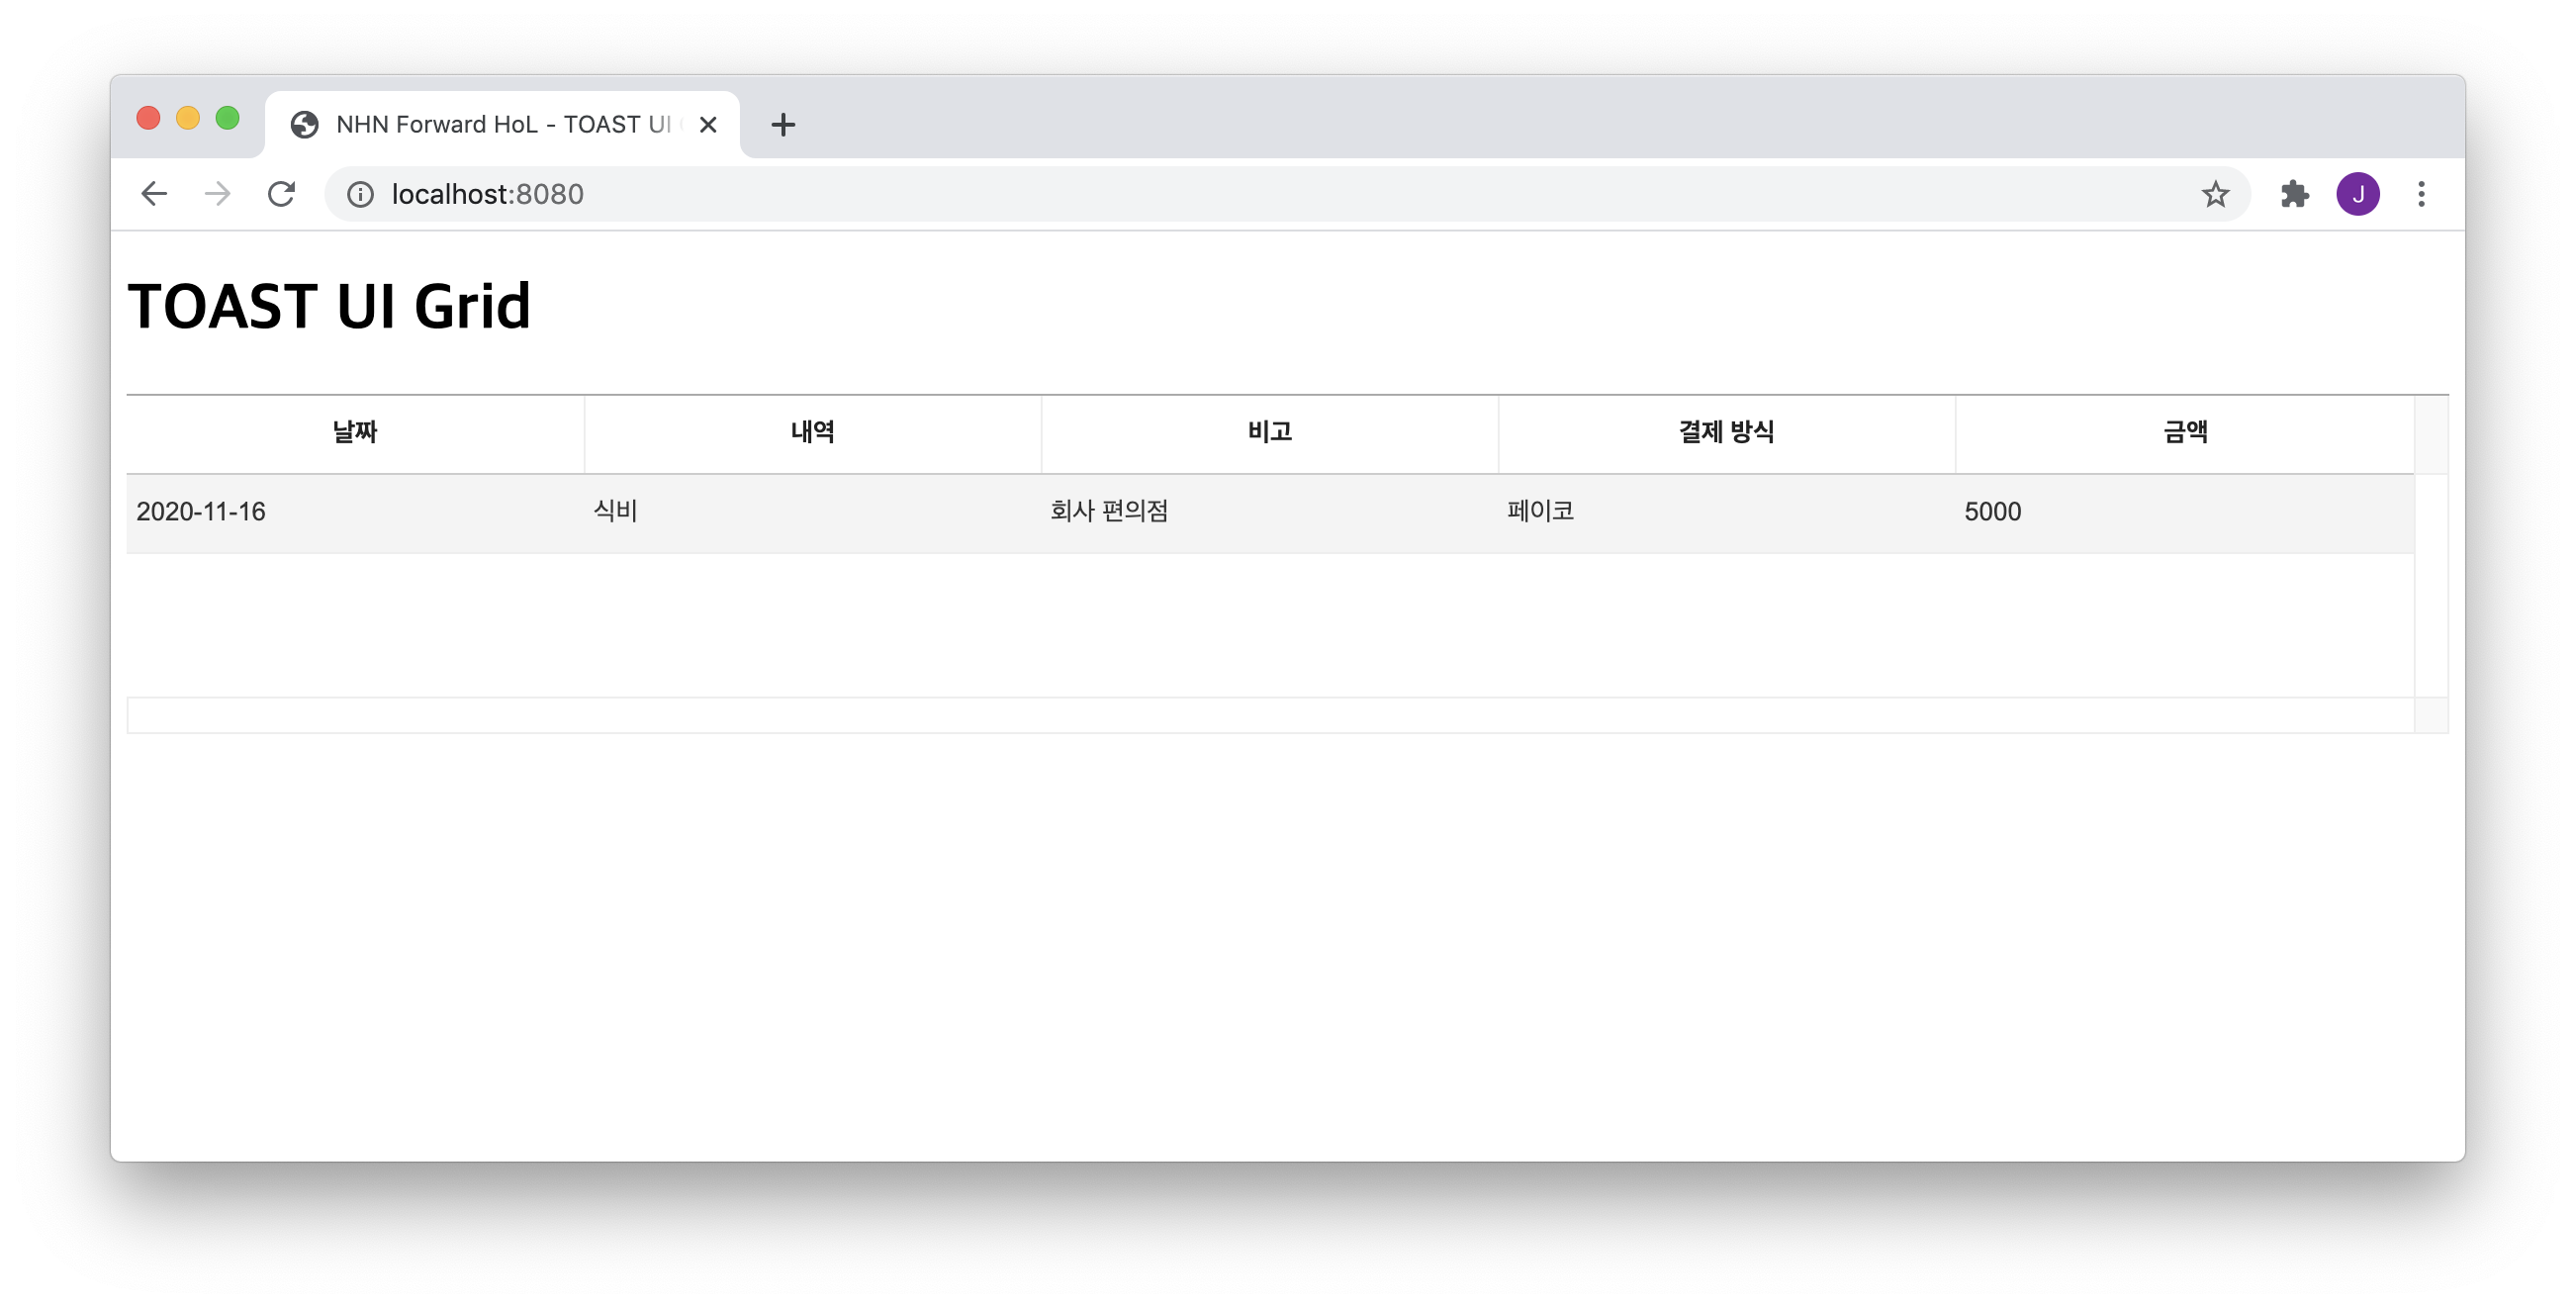 NHN Forward HoL - TOAST UI
localhost:8080
J
TOAST UI Grid
날짜 내역 비고 결제 방식 금액
2020-11-16 식비 회사 편의점 페이코 5000